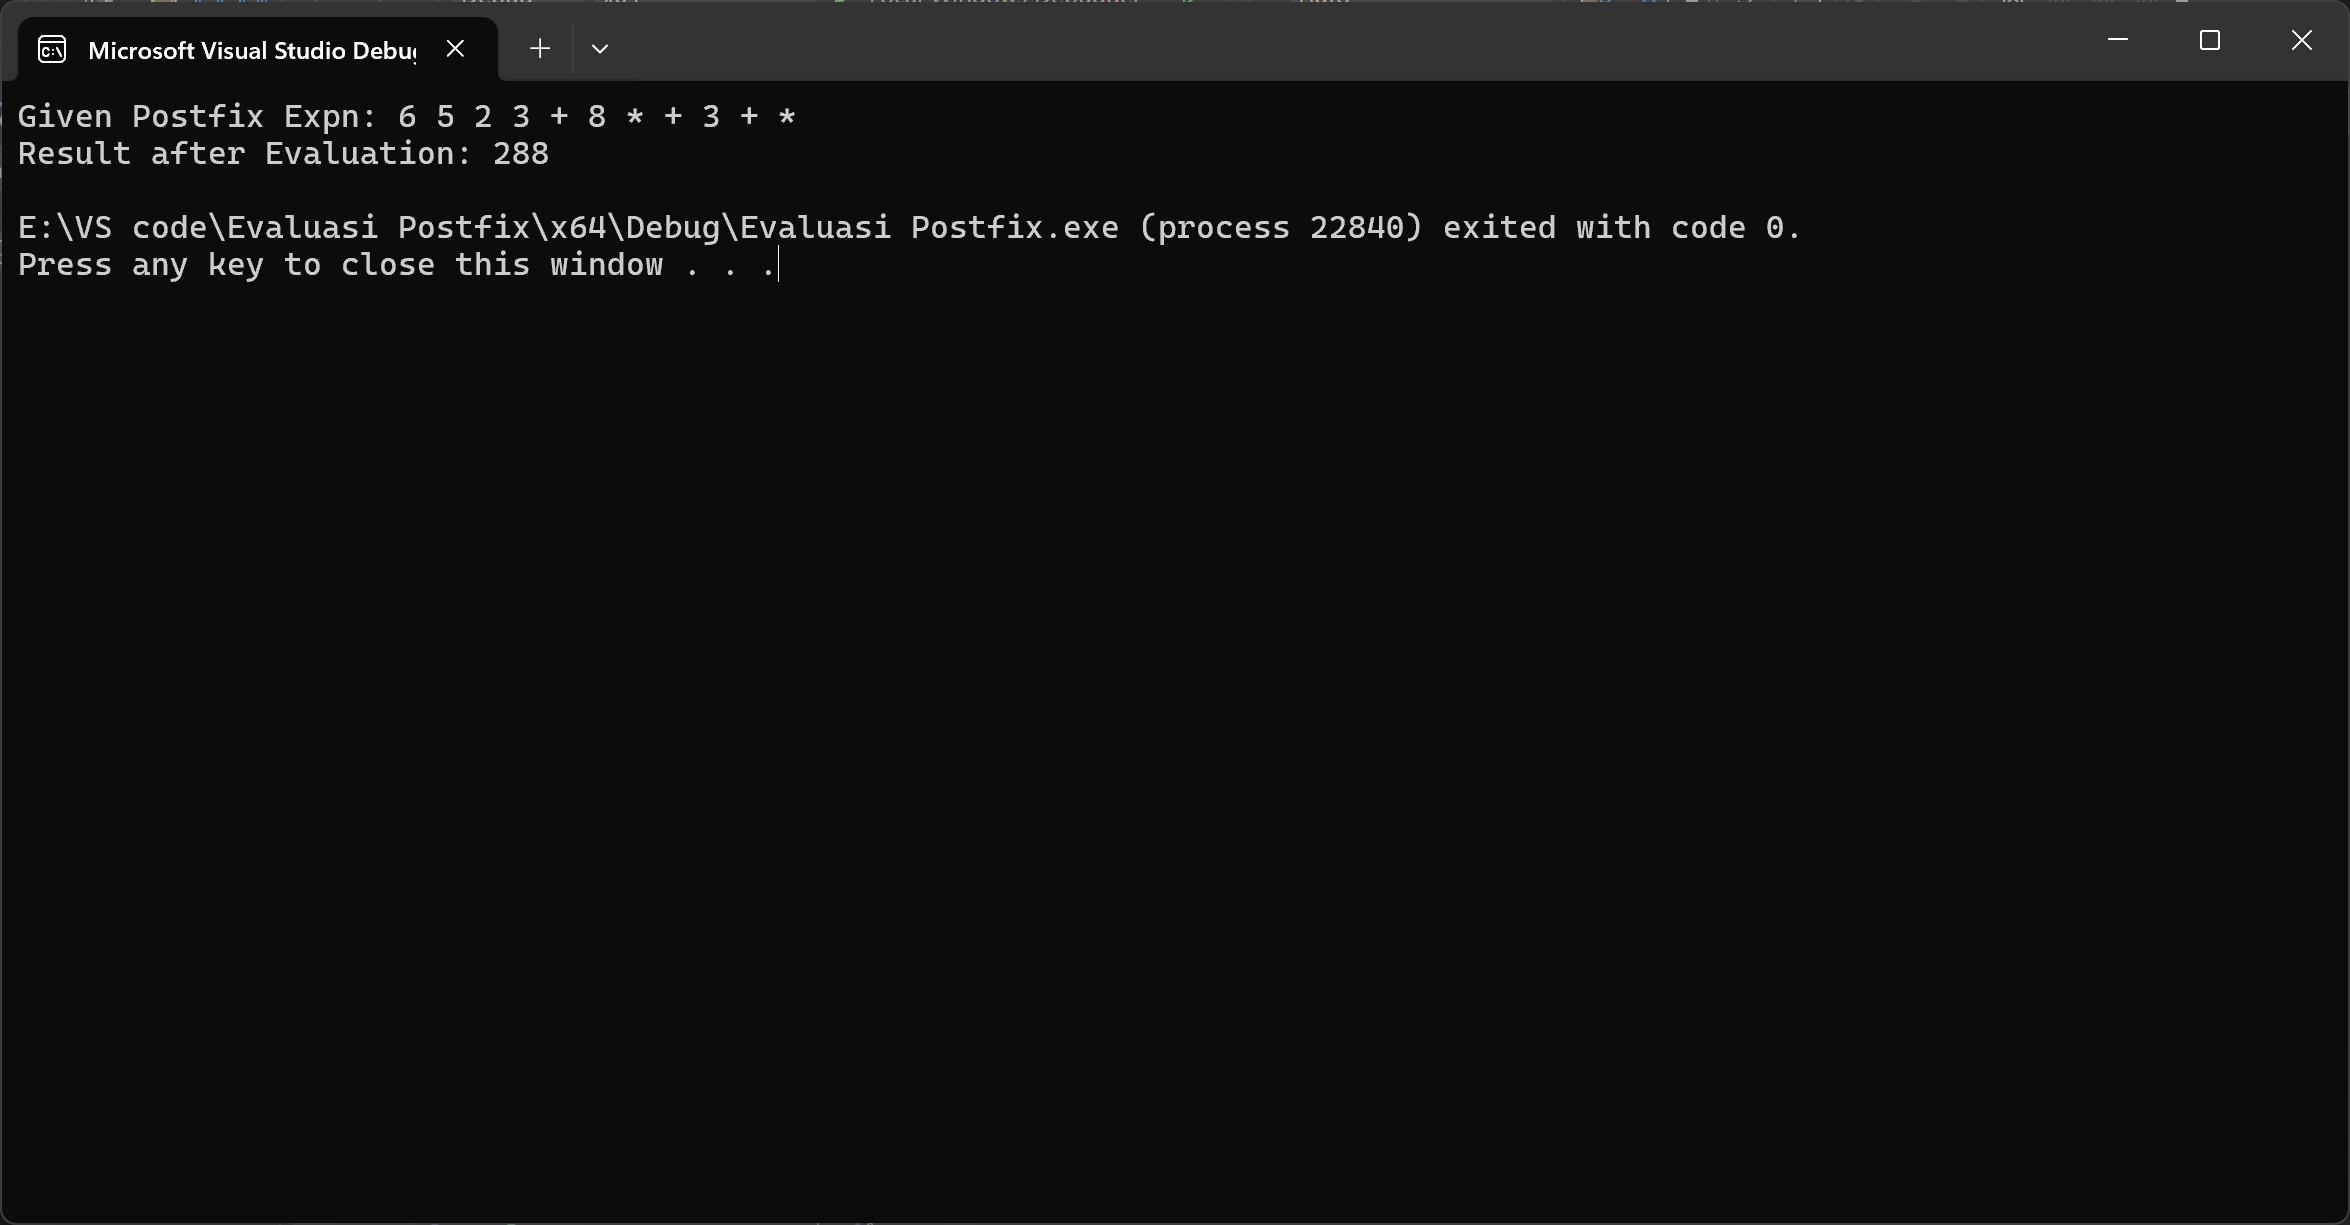 Microsoft Visual Studio Debug
Given Postfix Expn: 6 5 2 3 + 8 * + 3 + *
Result after Evaluation: 288
E:\VS code\Evaluasi Postfix\x64\Debug\Evaluasi Postfix.exe (process 22840) exited with code 0.
Press any key to close this window . . .